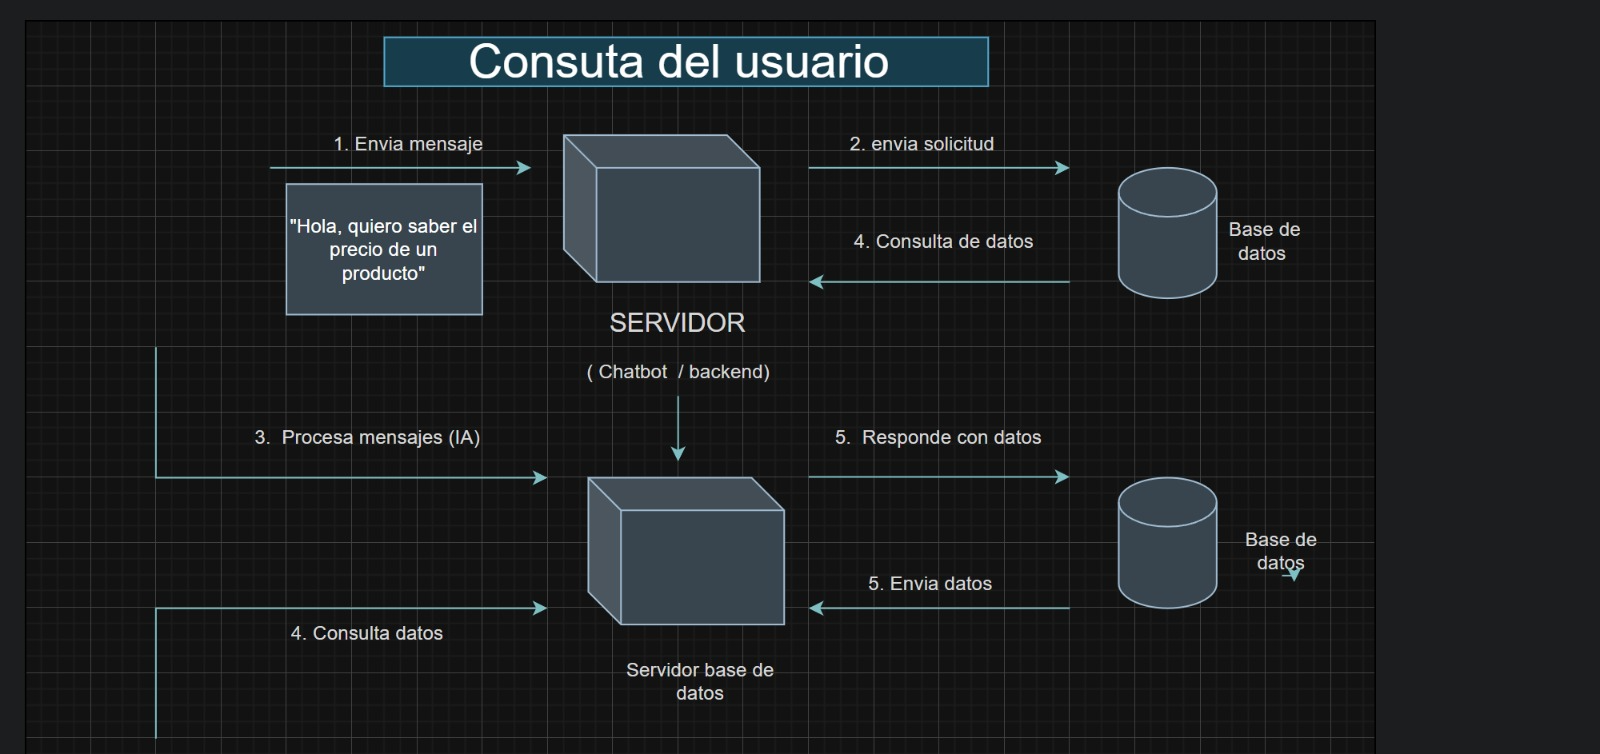 Consuta del usuario
1. Envia mensaje
2. envia solicitud
"Hola, quiero saber el
precio de un
producto"
4. Consulta de datos
Base de
datos
SERVIDOR
( Chatbot / backend)
3. Procesa mensajes (IA)
5. Responde con datos
Base de
datos
5. Envia datos
4. Consulta datos
Servidor base de
datos